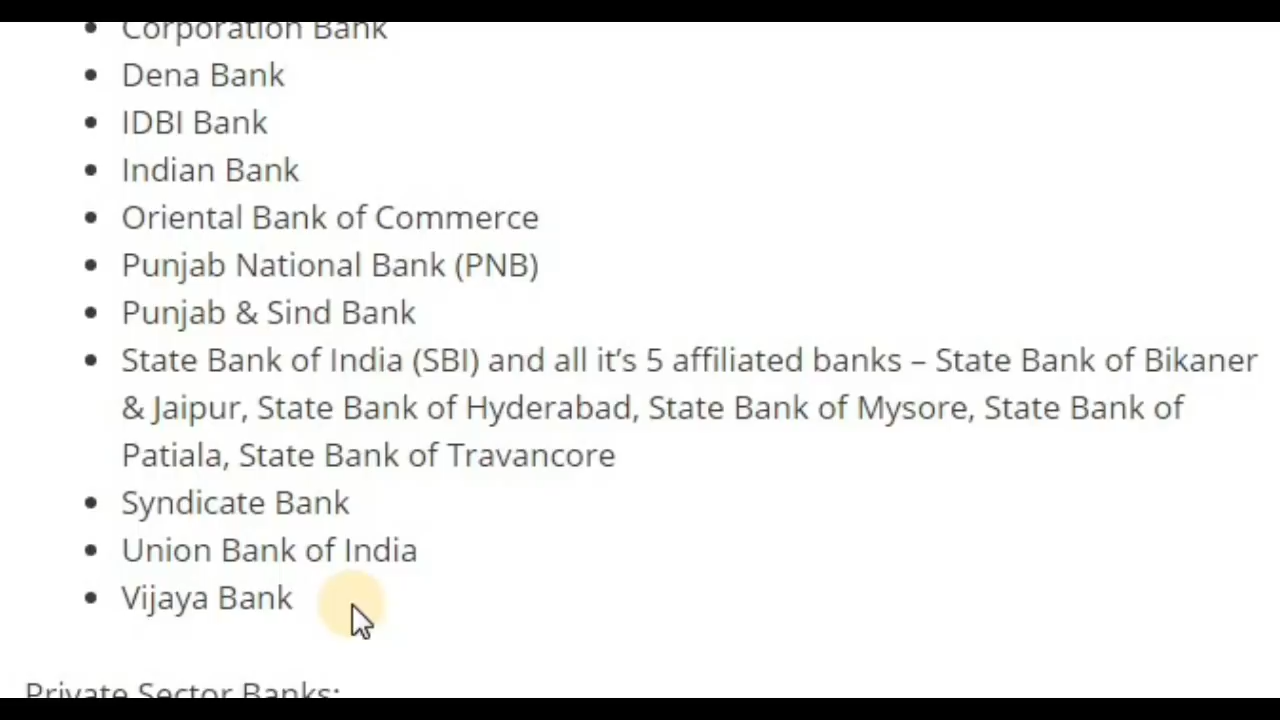 Corporation Bank
Dena Bank
IDBI Bank
Indian Bank
Oriental Bank of Commerce
Punjab National Bank (PNB)
Punjab & Sind Bank
State Bank of India (SBI) and all it’s 5 affiliated banks – State Bank of Bikaner
& Jaipur, State Bank of Hyderabad, State Bank of Mysore, State Bank of
Patiala, State Bank of Travancore
Syndicate Bank
Union Bank of India
Vijaya Bank
Private Sector Banks: